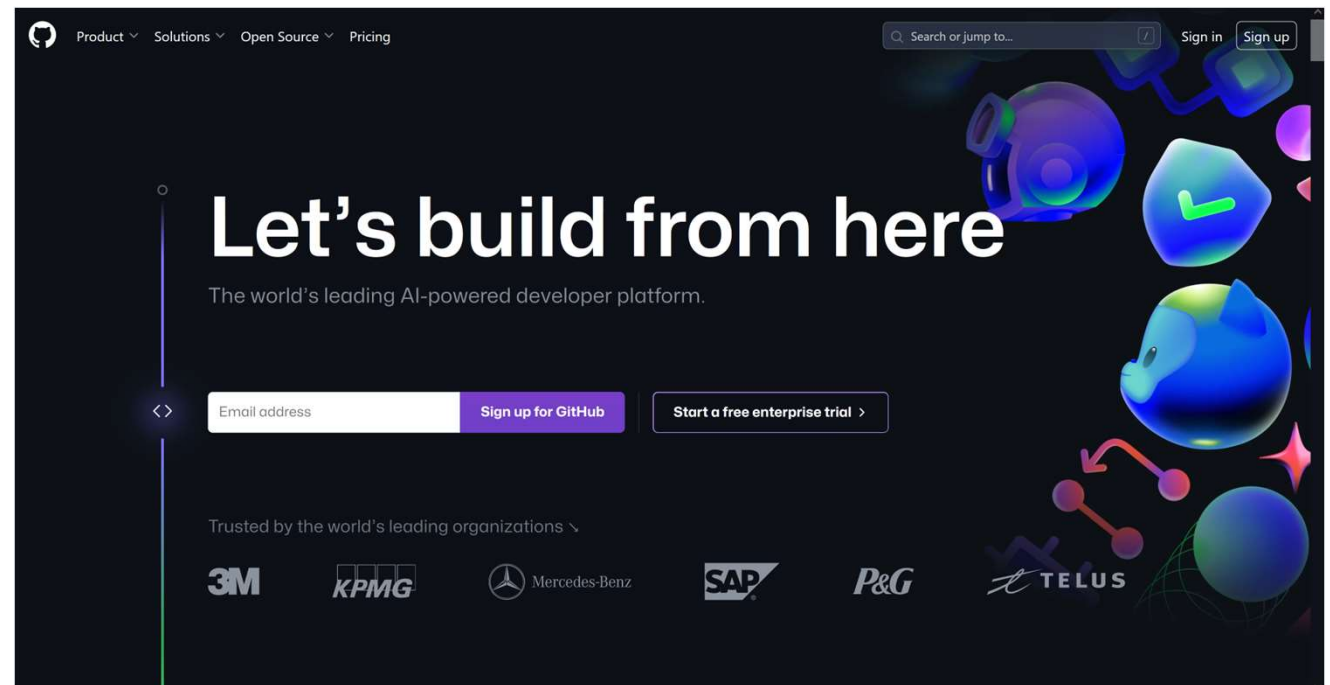 Product Solutions Open Source Pricing Search or jump to... / Sign in Sign up
Let’s build from here
The world’s leading AI-powered developer platform.
Email address Sign up for GitHub Start a free enterprise trial
Trusted by the world’s leading organizations
3M KPMG Mercedes-Benz SAP P&G TELUS